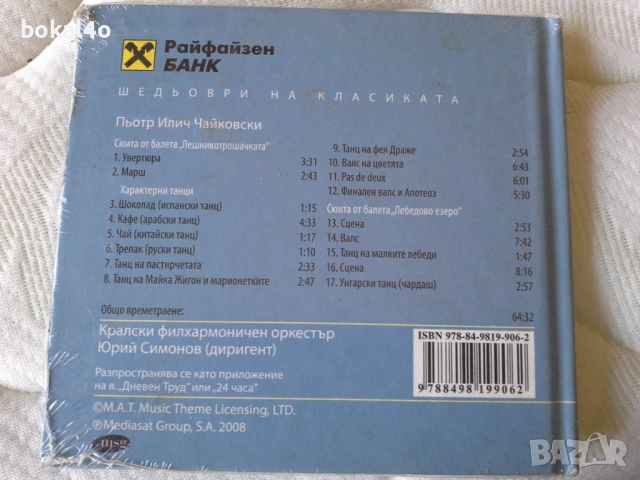 boka14o
Райфайзен
БАНК
ШЕДЬОВРИ НА КЛАСИКАТА
Пьотр Илич Чайковски
Сюита от балета „Лешникотрошачката"
1. Увертюра 3:31
2. Марш 2:43
Характерни танци
3. Шоколад (испански танц) 1:15
4. Кафе (арабски танц) 4:33
5. Чай (китайски танц) 1:17
6. Трепак (руски танц) 1:10
7. Танц на пастирчетата 2:33
8. Танц на Майка Жигон и марионетките 2:47
9. Танц на фея Драже 2:54
10. Валс на цветята 6:43
11. Pas de deux 6:01
12. Финален валс и Апотеоз 5:30
Сюита от балета „Лебедово езеро"
13. Сцена 2:53
14. Валс 7:42
15. Танц на малките лебеди 1:47
16. Сцена 8:16
17. Унгарски танц (чардаш) 2:57
Общо времетраене: 64:32
Кралски филхармоничен оркестър
Юрий Симонов (диригент)
Разпространява се като приложение
на в. „Дневен Труд" или „24 часа"
©M.A.T. Music Theme Licensing, LTD.
℗Mediasat Group, S.A. 2008
msg
ISBN 978-84-9819-906-2
9 788498 199062
BAZAR